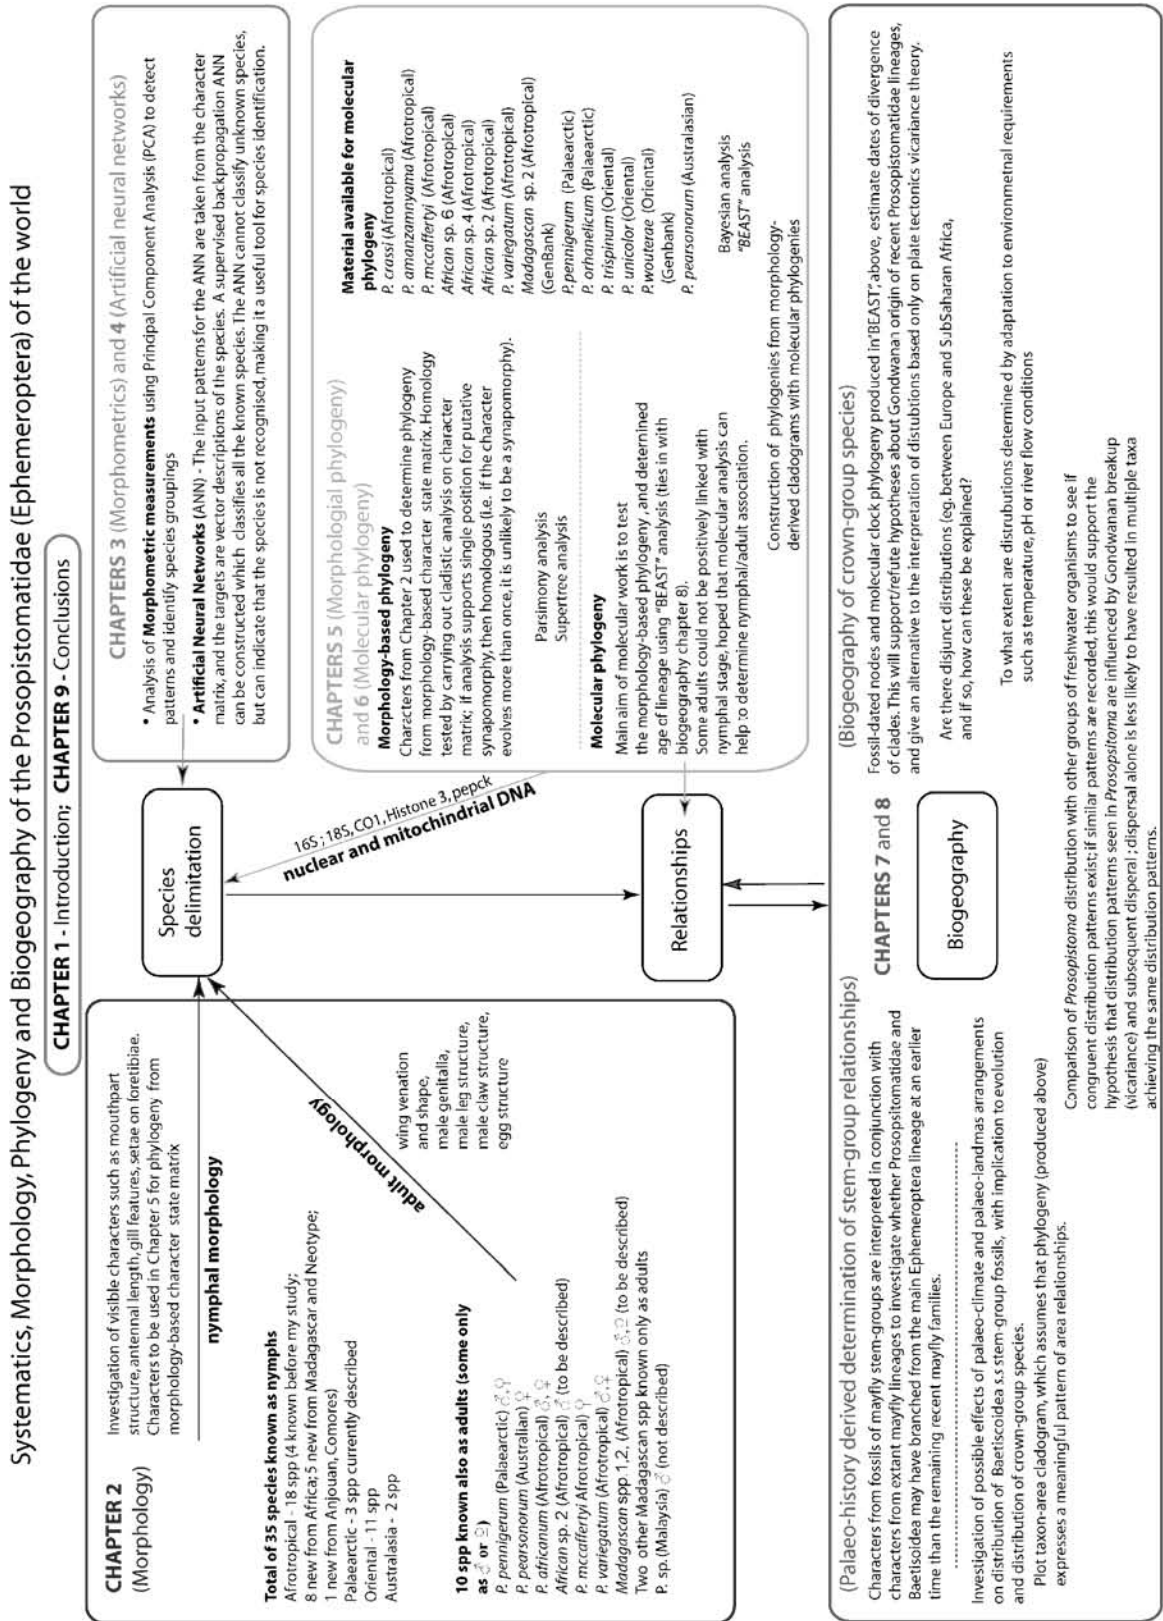 Systematics, Morphology, Phylogeny and Biogeography of the Prosopistomatidae (Ephemeroptera) of the world
CHAPTER 1 - Introduction; CHAPTER 9 - Conclusions
CHAPTER 2
(Morphology)
Investigation of visible characters such as mouthpart
structure, antennal length, gill features, setae on foretibiae.
Characters to be used in Chapter 5 for phylogeny from
morphology-based character state matrix
nymphal morphology
Total of 35 species known as nymphs
Afrotropical - 18 spp (4 known before my study;
8 new from Africa; 5 new from Madagascar and Neotype;
1 new from Anjouan, Comores)
Palaearctic - 3 spp currently described
Oriental - 11 spp
Australasia - 2 spp
10 spp known also as adults (some only
as ♂ or ♀)
P. pennigerum (Palaearctic) ♂,♀
P. pearsonorum (Australian) ♀
P. africanum (Afrotropical) ♂, ♀
African sp. 2 (Afrotropical) ♂ (to be described)
P. mccaffertyi Afrotropical) ♀
P. variegatum (Afrotropical) ♂,♀
Madagascan spp. 1,2, (Afrotropical) ♂,♀ (to be described)
Two other Madagascan spp known only as adults
P. sp. (Malaysia) ♂ (not described)
adult morphology
wing venation
and shape,
male genitalia,
male leg structure,
male claw structure,
egg structure
Species
delimitation
16S; 18S, CO1, Histone 3, pepck
nuclear and mitochondrial DNA
Relationships
CHAPTERS 3 (Morphometrics) and 4 (Artificial neural networks)
• Analysis of Morphometric measurements using Principal Component Analysis (PCA) to detect
patterns and identify species groupings
• Artificial Neural Networks (ANN) - The input patterns for the ANN are taken from the character
matrix, and the targets are vector descriptions of the species. A supervised backpropagation ANN
can be constructed which classifies all the known species. The ANN cannot classify unknown species,
but can indicate that the species is not recognised, making it a useful tool for species identification.
CHAPTERS 5 (Morphologial phylogeny)
and 6 (Molecular phylogeny)
Morphology-based phylogeny
Characters from Chapter 2 used to determine phylogeny
from morphology-based character state matrix. Homology
tested by carrying out cladistic analysis on character
matrix; if analysis supports single position for putative
synapomorphy, then homologous (i.e. if the character
evolves more than once, it is unlikely to be a synapomorphy).
Parsimony analysis
Supertree analysis
Molecular phylogeny
Main aim of molecular work is to test
the morphology-based phylogeny, and determined
age of lineage using "BEAST" analysis (ties in with
biogeography chapter 8).
Some adults could not be positively linked with
nymphal stage, hoped that molecular analysis can
help to determine nymphal/adult association.
Material available for molecular
phylogeny
P. crassi (Afrotropical)
P. amanzamnyama (Afrotropical)
P. mccaffertyi (Afrotropical)
African sp. 6 (Afrotropical)
African sp. 4 (Afrotropical)
African sp. 2 (Afrotropical)
P. variegatum (Afrotropical)
Madagascan sp. 2 (Afrotropical)
(GenBank)
P. pennigerum (Palaearctic)
P. orhanelicum (Palaearctic)
P. trispinum (Oriental)
P. unicolor (Oriental)
P. wouterae (Oriental)
(Genbank)
P. pearsonorum (Australasian)
Bayesian analysis
"BEAST" analysis
Construction of phylogenies from morphology-
derived cladograms with molecular phylogenies
CHAPTERS 7 and 8
Biogeography
(Palaeo-history derived determination of stem-group relationships)
Characters from fossils of mayfly stem-groups are interpreted in conjunction with
characters from extant mayfly lineages to investigate whether Prosopsitomatidae and
Baetisoidea may have branched from the main Ephemeroptera lineage at an earlier
time than the remaining recent mayfly families.
Investigation of possible effects of palaeo-climate and palaeo-landmas arrangements
on distribution of Baetiscoidea s.s stem-group fossils, with implication to evolution
and distribution of crown-group species.
Plot taxon-area cladogram, which assumes that phylogeny (produced above)
expresses a meaningful pattern of area relationships.
(Biogeography of crown-group species)
Fossil-dated nodes and molecular clock phylogeny produced in "BEAST", above, estimate dates of divergence
of clades. This will support/refute hypotheses about Gondwanan origin of recent Prosopistomatidae lineages,
and give an alternative to the interpretation of distubtions based only on plate tectonics vicariance theory.
Are there disjunct distributions (eg. between Europe and SubSaharan Africa,
and if so, how can these be explained?
To what extent are distrubutions determine d by adaptation to environmetal requirements
such as temperature, pH or river flow conditions
Comparison of Prosopistoma distribution with other groups of freshwater organisms to see if
congruent distribution patterns exist; if similar patterns are recorded, this would support the
hypothesis that distribution patterns seen in Prosopsitoma are influenced by Gondwanan breakup
(vicariance) and subsequent disperal ; dispersal alone is less likely to have resulted in multiple taxa
achieving the same distribution patterns.